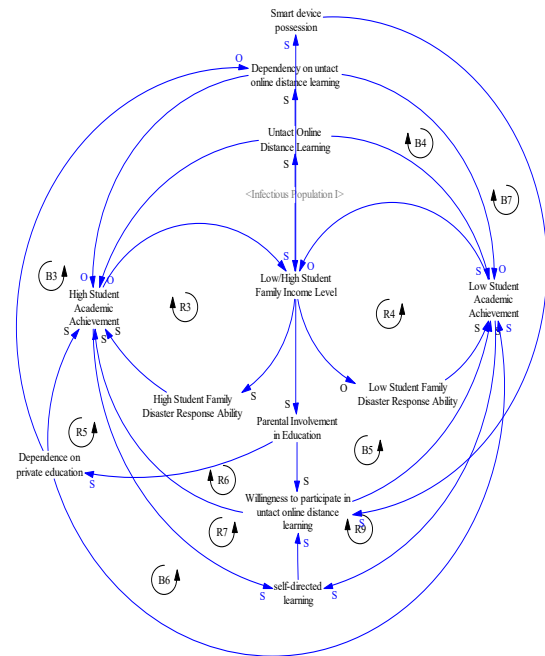 Smart device
possession
S
O
Dependency on untact
online distance learning
S
S
S
Untact Online
Distance Learning
S
S
S
B4
<Infectious Population I>
B7
S
O
S
O
B3
O
O
Low/High Student
Family Income Level
High Student
Academic
Achievement
Low Student
Academic
Achievement
R3
R4
S
S
S
S
S
S
S
High Student Family
Disaster Response Ability
S
O
Low Student Family
Disaster Response Ability
S
Parental Involvement
in Education
R5
B5
Dependence on
private education
S
R6
S
Willingness to participate in
untact online distance
learning
S
R7
R9
S
B6
self-directed
learning
S
S